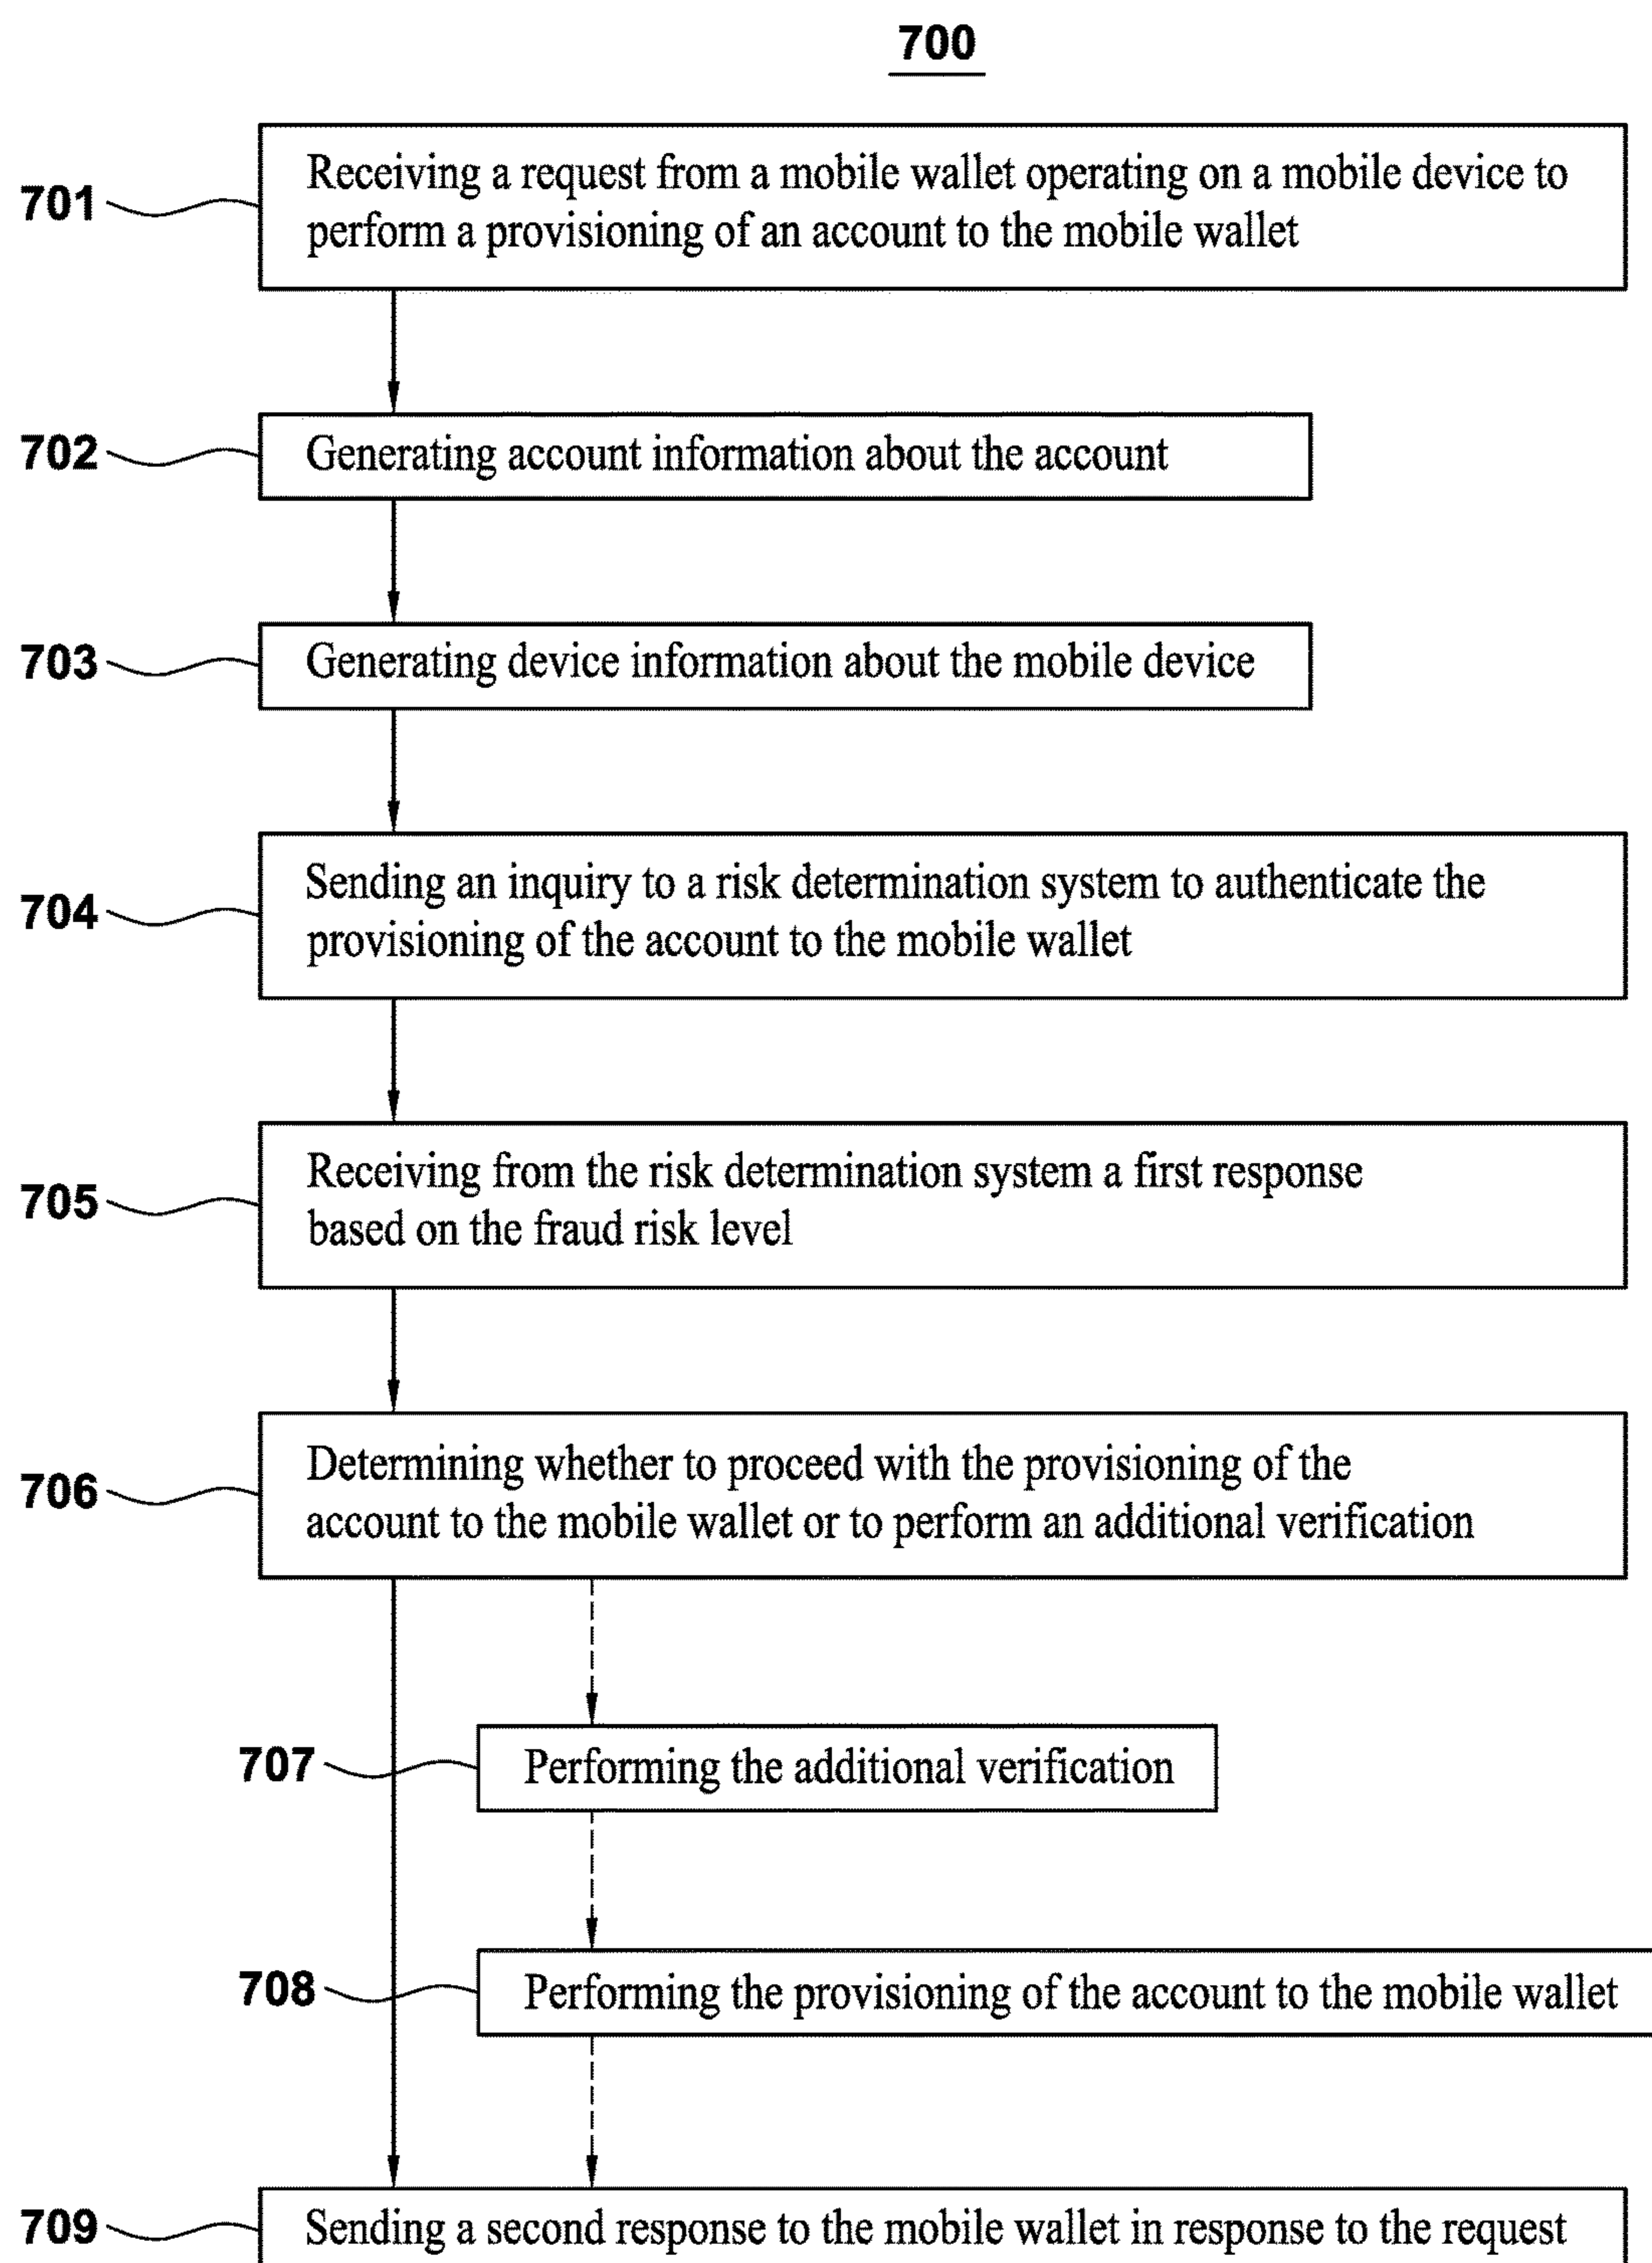 700
701
Receiving a request from a mobile wallet operating on a mobile device to
perform a provisioning of an account to the mobile wallet
702
Generating account information about the account
703
Generating device information about the mobile device
704
Sending an inquiry to a risk determination system to authenticate the
provisioning of the account to the mobile wallet
705
Receiving from the risk determination system a first response
based on the fraud risk level
706
Determining whether to proceed with the provisioning of the
account to the mobile wallet or to perform an additional verification
707
Performing the additional verification
708
Performing the provisioning of the account to the mobile wallet
709
Sending a second response to the mobile wallet in response to the request